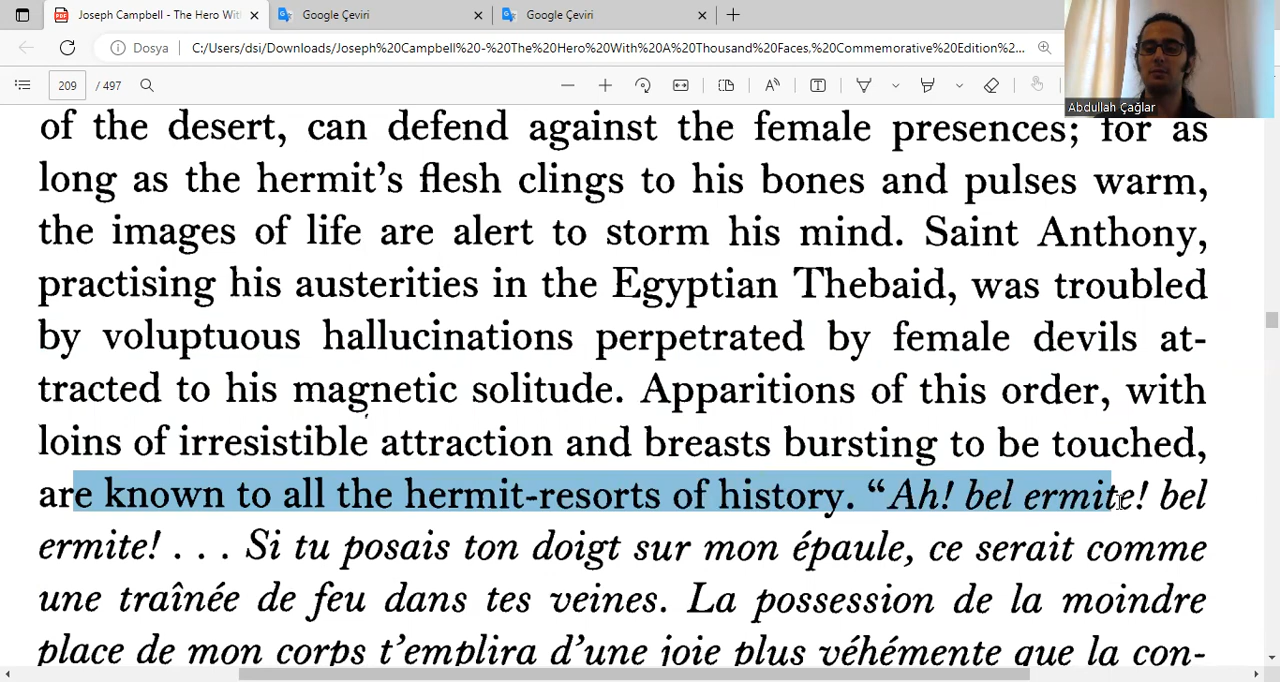 Joseph Campbell - The Hero Wit
Google Çeviri
Google Çeviri
Dosya
C:/Users/dsi/Downloads/Joseph%20Campbell%20-%20The%20Hero%20With%20A%20Thousand%20Faces,%20Commemorative%20Edition%2...
209 / 497
Abdullah Çağlar
of the desert, can defend against the female presences; for as
long as the hermit's flesh clings to his bones and pulses warm,
the images of life are alert to storm his mind. Saint Anthony,
practising his austerities in the Egyptian Thebaid, was troubled
by voluptuous hallucinations perpetrated by female devils at-
tracted to his magnetic solitude. Apparitions of this order, with
loins of irresistible attraction and breasts bursting to be touched,
are known to all the hermit-resorts of history. “Ah! bel ermite! bel
ermite! . . . Si tu posais ton doigt sur mon épaule, ce serait comme
une traînée de feu dans tes veines. La possession de la moindre
place de mon corps t'emplira d'une joie plus véhémente que la con-